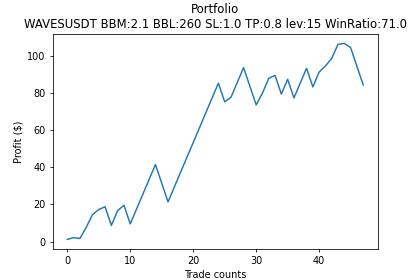 Portfolio
WAVESUSDT BBM:2.1 BBL:260 SL:1.0 TP:0.8 lev:15 WinRatio:71.0
100
80
60
40
20
0
Profit ($)
0 10 20 30 40
Trade counts